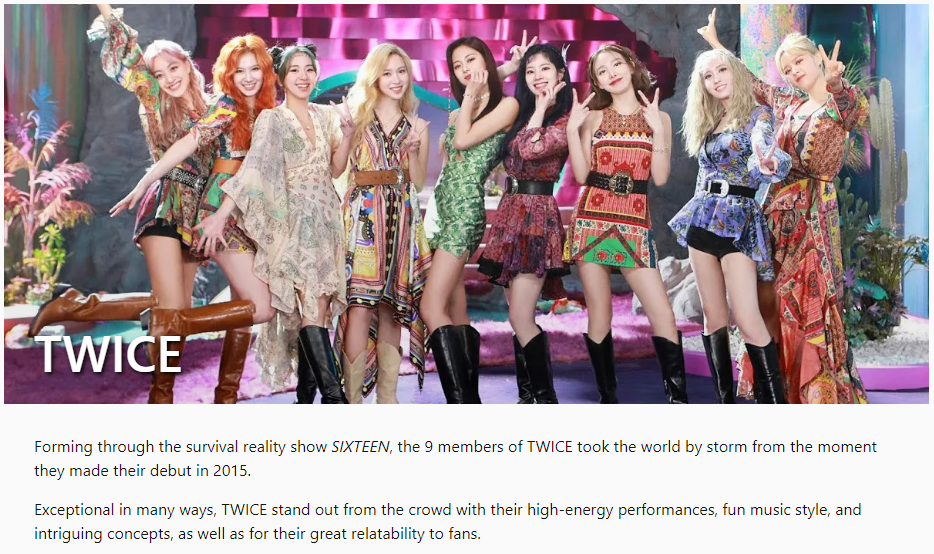 TWICE
Forming through the survival reality show SIXTEEN, the 9 members of TWICE took the world by storm from the moment
they made their debut in 2015.
Exceptional in many ways, TWICE stand out from the crowd with their high-energy performances, fun music style, and
intriguing concepts, as well as for their great relatability to fans.